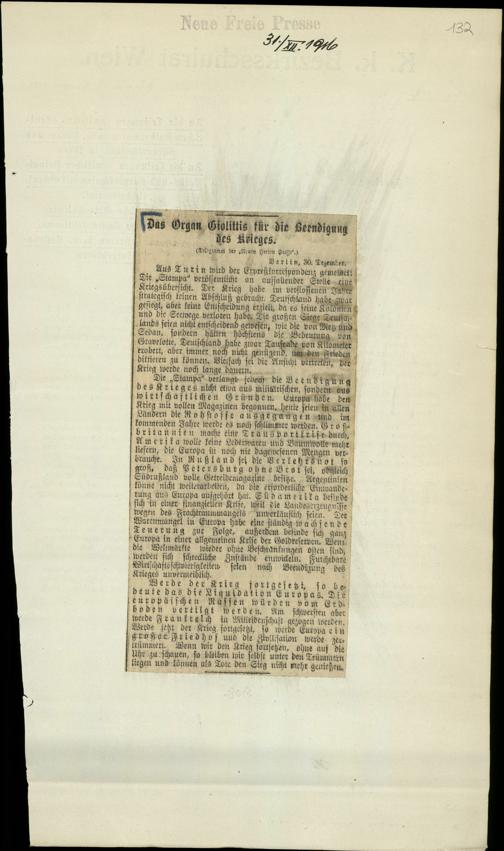 Neue Freie Presse
31/XII. 1916
132
K. k. Bezirksschulrat Wien.
Das Organ Giolittis für die Beendigung
des Krieges.
(Telegramm der „Neuen Freien Presse“.)
Berlin, 30. Dezember.
Aus Turin wird der Expreßkorrespondenz gemeldet:
Die „Stampa“ veröffentlicht an auffallender Stelle eine
Kriegsübersicht. Der Krieg habe im verflossenen Jahre
strategisch keinen Abschluß gebracht. Deutschland habe zwar
gesiegt, aber keine Entscheidung erzielt, da es seine Kolonien
und die Seewege verloren habe. Die großen Siege Deutsch-
lands seien nicht entscheidend gewesen, wie die von Metz und
Sedan, sondern hätten höchstens die Bedeutung von
Gravelotte. Deutschland habe zwar Tausende von Kilometer
erobert, aber immer noch nicht genügend, um den Frieden
diktieren zu können. Vielfach sei die Ansicht vertreten, der
Krieg werde noch lange dauern.
Die „Stampa“ verlangt jedoch die Beendigung
des Krieges nicht etwa aus militärischen, sondern aus
wirtschaftlichen Gründen. Europa habe den
Krieg mit vollen Magazinen begonnen, heute seien in allen
Ländern die Rohstoffe ausgegangen und im
kommenden Jahre werde es noch schlimmer werden. Groß-
britannien mache eine Transportkrise durch,
Amerika wolle keine Lederwaren und Baumwolle mehr
liefern, die Europa in noch nie dagewesenen Mengen ver-
brauche. In Rußland sei die Verkehrsnot so
groß, daß Petersburg ohne Brot sei, obgleich
Südrußland volle Getreidemagazine besitze. Argentinien
könne nicht weiterarbeiten, da die erforderliche Einwande-
rung aus Europa aufgehört hat. Südamerika befinde
sich in einer finanziellen Krise, weil die Landeserzeugnisse
wegen des Frachtraummangels unverkäuflich seien. Der
Warenmangel in Europa habe eine ständig wachsende
Teuerung zur Folge, außerdem befinde sich ganz
Europa in einer allgemeinen Krise der Goldreserven. Wenn
die Weltmärkte wieder ohne Beschränkungen offen sind,
werden sich schreckliche Zustände entwickeln. Furchtbare
Wirtschaftsschwierigkeiten seien nach Beendigung des
Krieges unvermeidlich.
Werde der Krieg fortgesetzt, so be-
deute das die Liquidation Europas. Die
europäischen Rassen würden vom Erd-
boden vertilgt werden. Am schwersten aber
werde Frankreich in Mitleidenschaft gezogen werden.
Werde jetzt der Krieg fortgesetzt, so werde Europa ein
großer Friedhof und die Zivilisation werde zer-
trümmert. Wenn wir den Krieg fortsetzen, ohne auf die
Uhr zu schauen, so bleiben wir selbst unter den Trümmern
liegen und können als Tote den Sieg nicht mehr genießen.